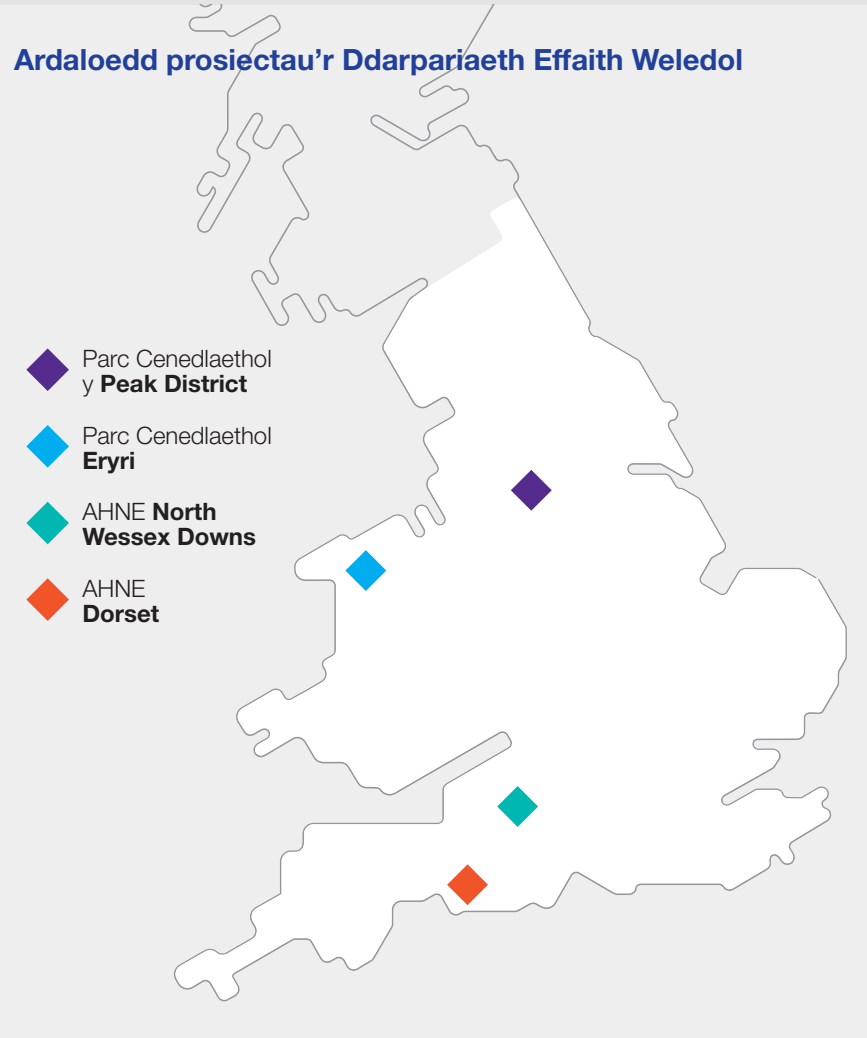 Ardaloedd prosiectau'r Ddarpariaeth Effaith Weledol
Parc Cenedlaethol
y Peak District
Parc Cenedlaethol
Eryri
AHNE North
Wessex Downs
AHNE
Dorset